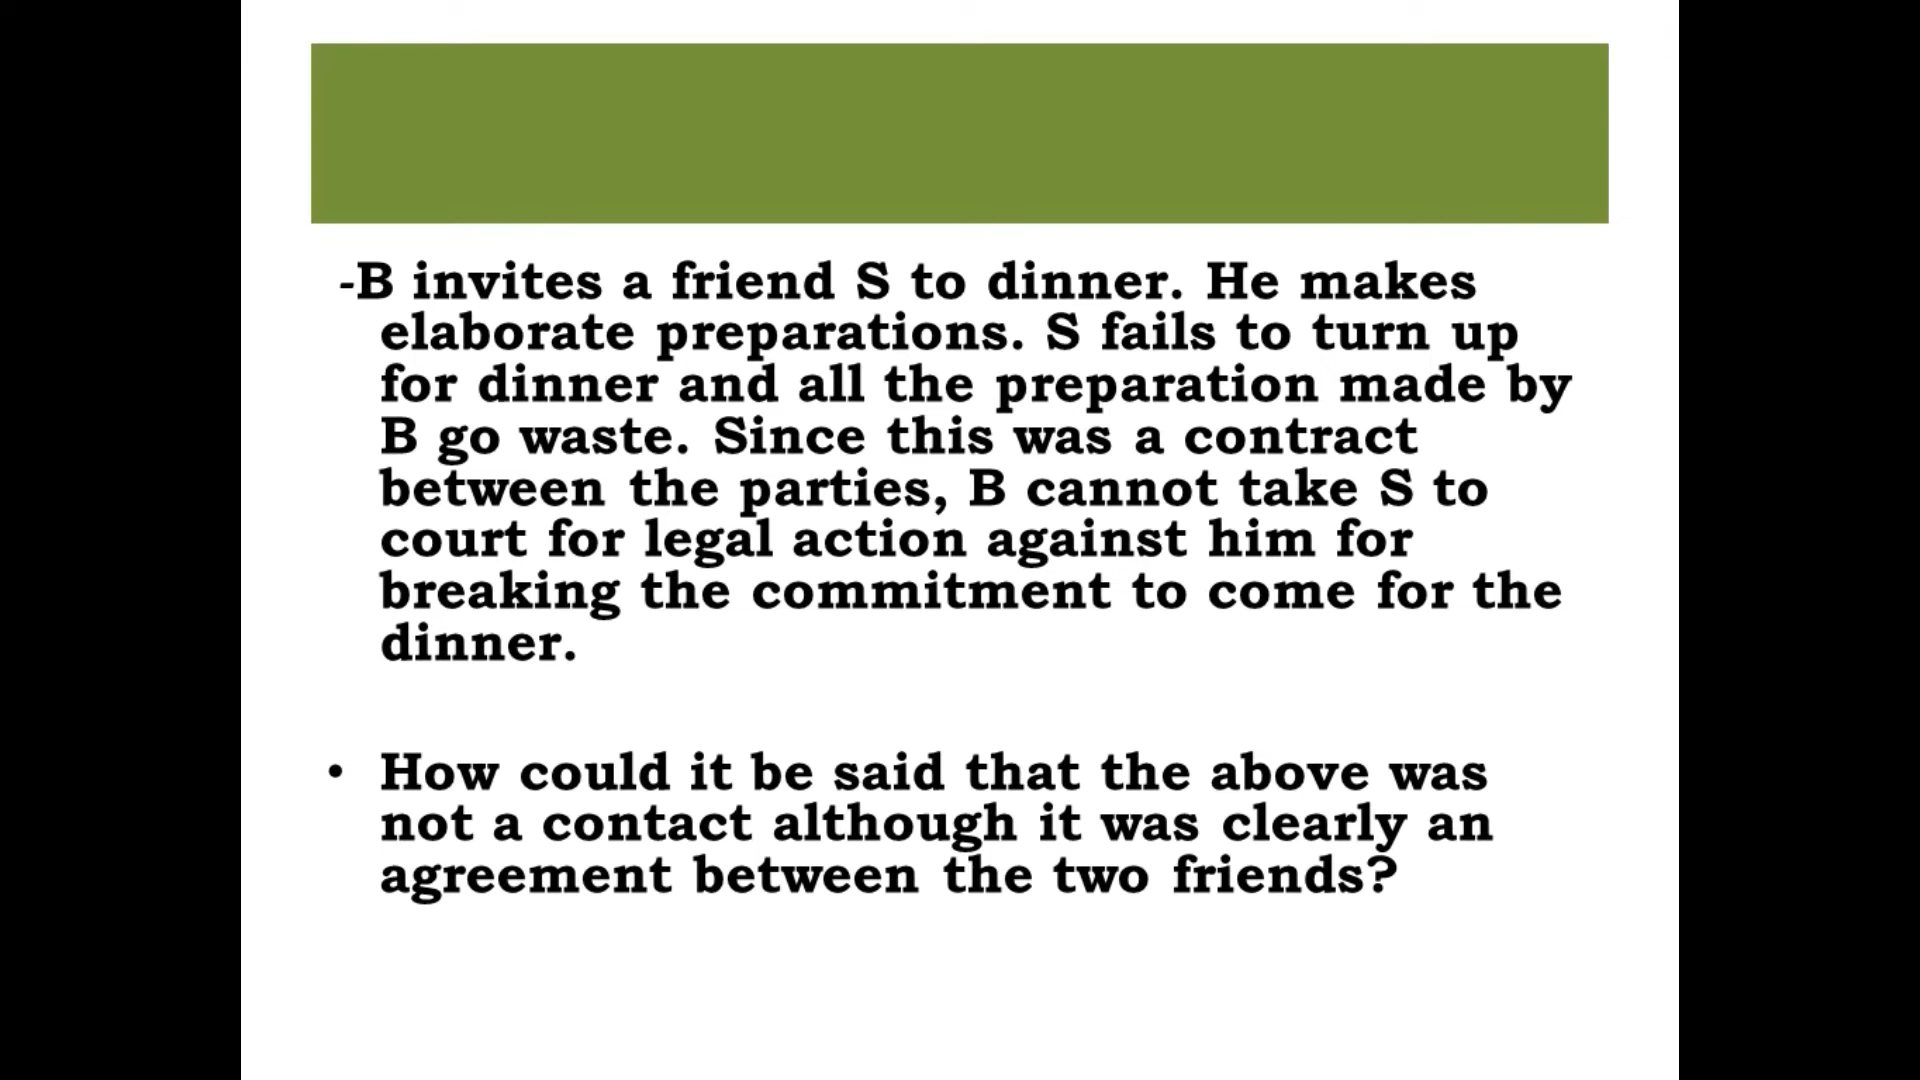 -B invites a friend S to dinner. He makes
elaborate preparations. S fails to turn up
for dinner and all the preparation made by
B go waste. Since this was a contract
between the parties, B cannot take S to
court for legal action against him for
breaking the commitment to come for the
dinner.
• How could it be said that the above was
not a contact although it was clearly an
agreement between the two friends?